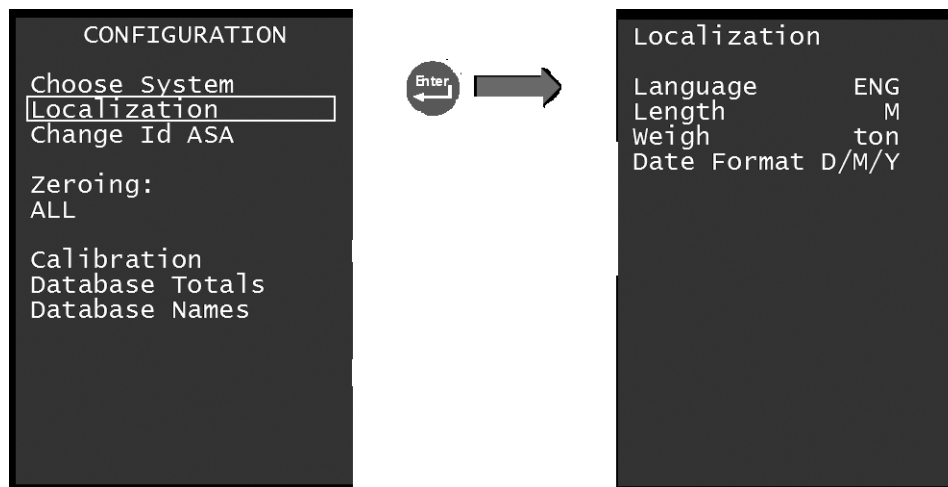 CONFIGURATION
Choose System
Localization
Change Id ASA
Zeroing:
ALL
Calibration
Database Totals
Database Names
Enter
Localization
Language ENG
Length M
Weigh ton
Date Format D/M/Y